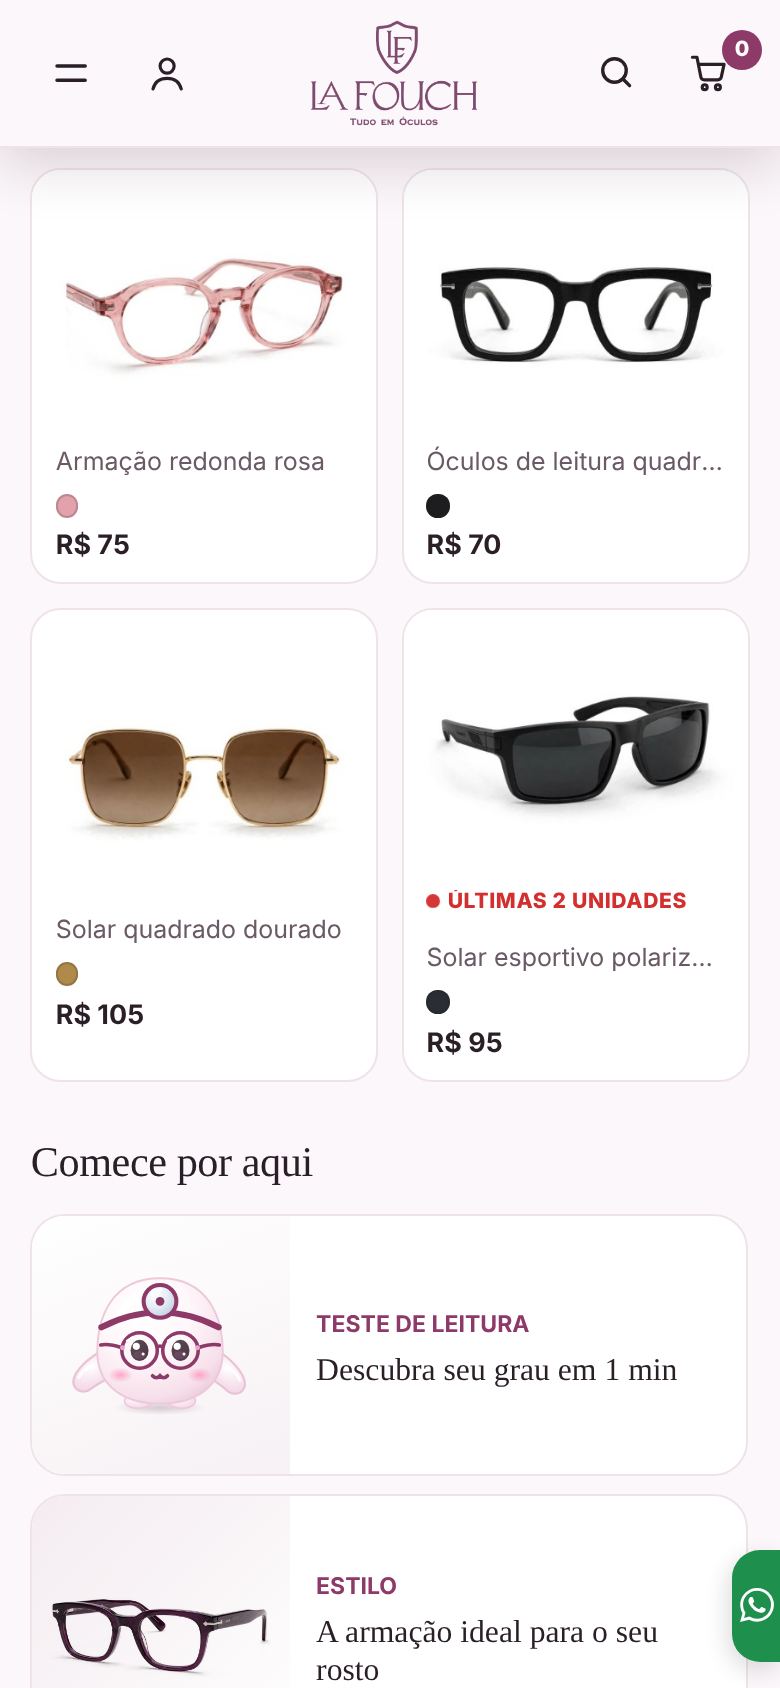 LF
LA FOUCH
TUDO EM ÓCULOS
0
Armação redonda rosa
R$ 75
Óculos de leitura quadr...
R$ 70
Solar quadrado dourado
R$ 105
ÚLTIMAS 2 UNIDADES
Solar esportivo polariz...
R$ 95
Comece por aqui
TESTE DE LEITURA
Descubra seu grau em 1 min
ESTILO
A armação ideal para o seu
rosto